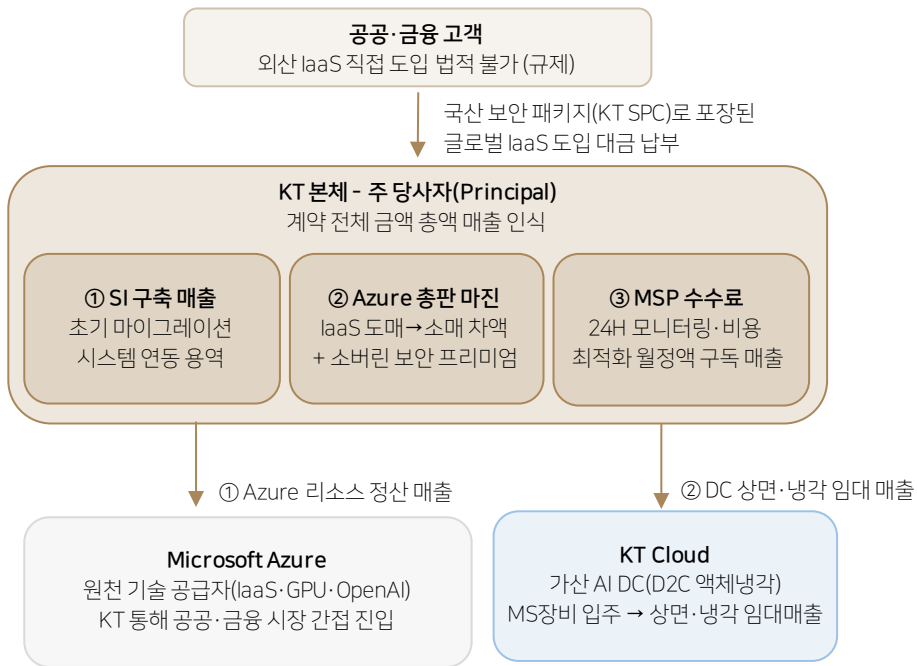 공공·금융 고객
외산 IaaS 직접 도입 법적 불가 (규제)
국산 보안 패키지(KT SPC)로 포장된
글로벌 IaaS 도입 대금 납부
KT 본체 - 주 당사자(Principal)
계약 전체 금액 총액 매출 인식
① SI 구축 매출
초기 마이그레이션
시스템 연동 용역
② Azure 총판 마진
IaaS 도매→소매 차액
+ 소버린 보안 프리미엄
③ MSP 수수료
24H 모니터링·비용
최적화 월정액 구독 매출
① Azure 리소스 정산 매출
② DC 상면·냉각 임대 매출
Microsoft Azure
원천 기술 공급자(IaaS·GPU·OpenAI)
KT 통해 공공·금융 시장 간접 진입
KT Cloud
가산 AI DC(D2C 액체냉각)
MS장비 입주 → 상면·냉각 임대매출